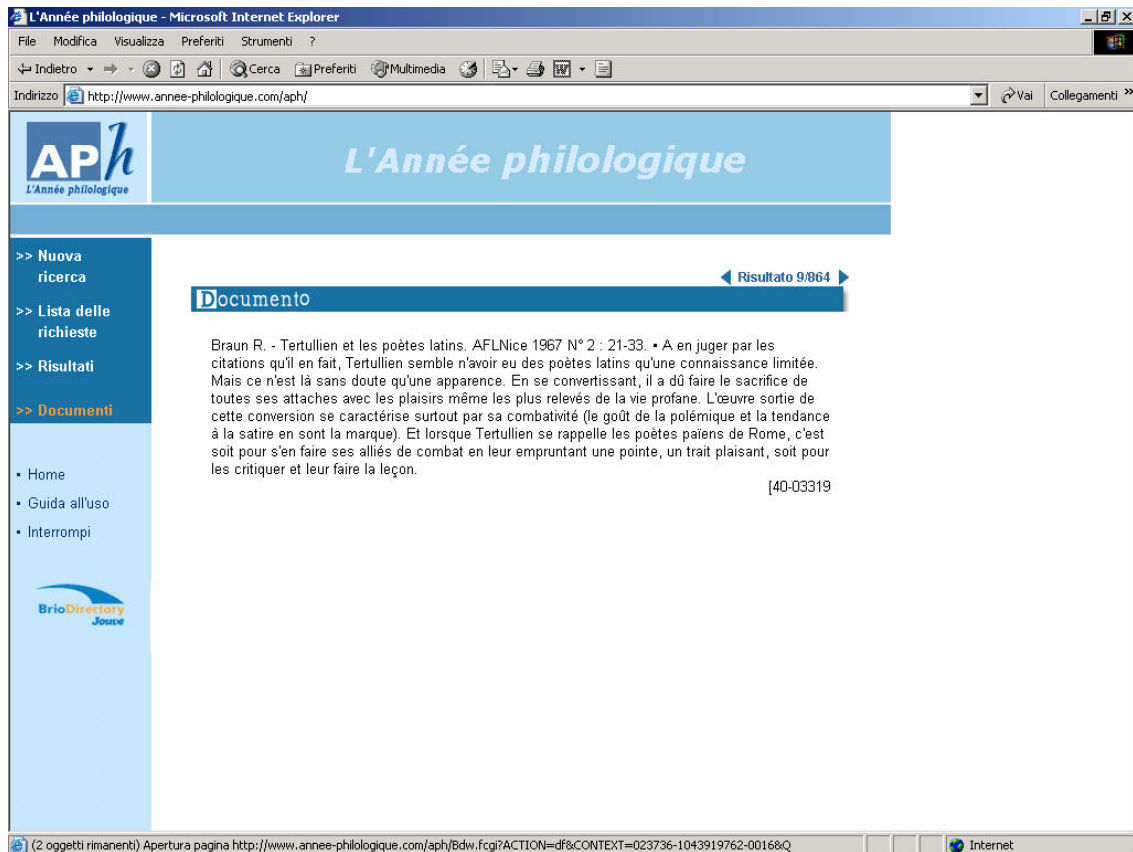 L'Année philologique - Microsoft Internet Explorer
File Modifica Visualizza Preferiti Strumenti ?
Indietro Cerca Preferiti Multimedia
Indirizzo http://www.annee-philologique.com/aph/ Vai Collegamenti »
APh
L'Année philologique
L'Année philologique
>> Nuova
ricerca
>> Lista delle
richieste
>> Risultati
>> Documenti
• Home
• Guida all'uso
• Interrompi
BrioDirectory
Jouve
Risultato 9/864
Documento
Braun R. - Tertullien et les poètes latins. AFLNice 1967 N° 2 : 21-33. • A en juger par les
citations qu'il en fait, Tertullien semble n'avoir eu des poètes latins qu'une connaissance limitée.
Mais ce n'est là sans doute qu'une apparence. En se convertissant, il a dû faire le sacrifice de
toutes ses attaches avec les plaisirs même les plus relevés de la vie profane. L'œuvre sortie de
cette conversion se caractérise surtout par sa combativité (le goût de la polémique et la tendance
à la satire en sont la marque). Et lorsque Tertullien se rappelle les poètes païens de Rome, c'est
soit pour s'en faire ses alliés de combat en leur empruntant une pointe, un trait plaisant, soit pour
les critiquer et leur faire la leçon.
[40-03319
(2 oggetti rimanenti) Apertura pagina http://www.annee-philologique.com/aph/Bdw.fcgi?ACTION=df&CONTEXT=023736-1043919762-0016&Q Internet